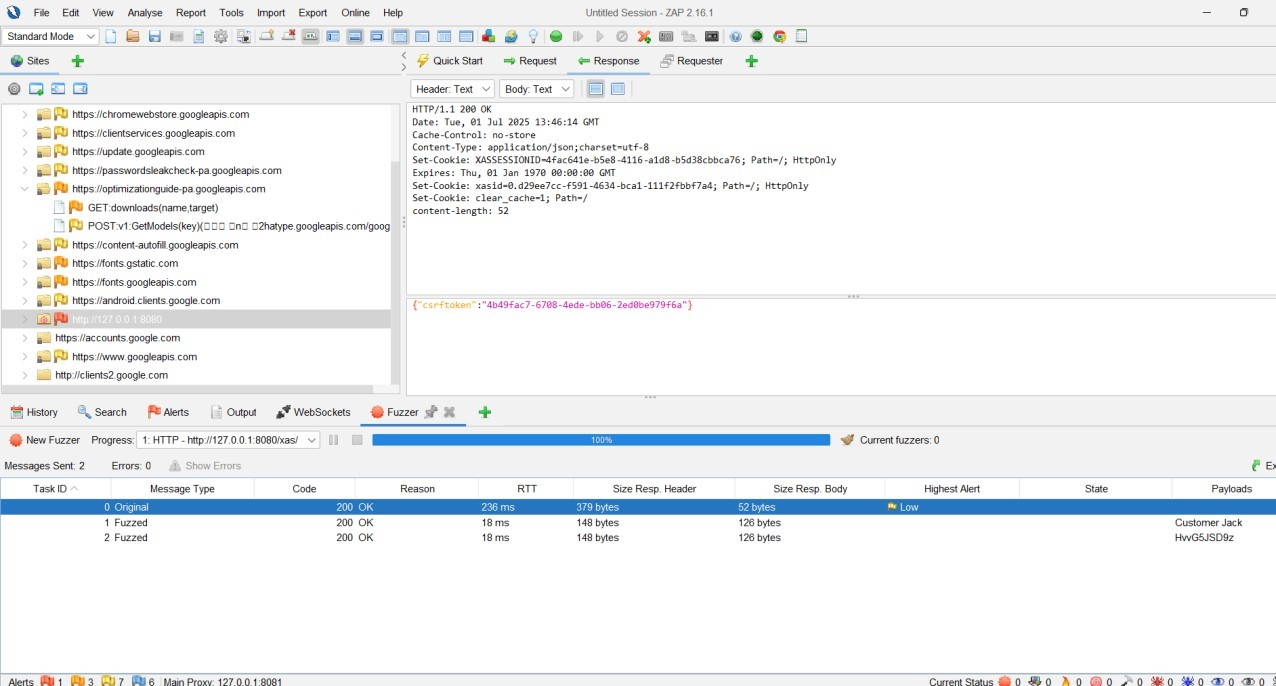 File Edit View Analyse Report Tools Import Export Online Help Untitled Session - ZAP 2.16.1
Standard Mode
Sites
https://chromewebstore.googleapis.com
https://clientservices.googleapis.com
https://update.googleapis.com
https://passwordsleakcheck-pa.googleapis.com
https://optimizationguide-pa.googleapis.com
GET:downloads(name,target)
POST:v1:GetModels(key)(□□□ □n□ □2hatype.googleapis.com/goog
https://content-autofill.googleapis.com
https://fonts.gstatic.com
https://fonts.googleapis.com
https://android.clients.google.com
http://127.0.0.1:8080
https://accounts.google.com
https://www.googleapis.com
http://clients2.google.com
Quick Start Request Response Requester
Header: Text Body: Text
HTTP/1.1 200 OK
Date: Tue, 01 Jul 2025 13:46:14 GMT
Cache-Control: no-store
Content-Type: application/json;charset=utf-8
Set-Cookie: XASSESSIONID=4fac641e-b5e8-4116-a1d8-b5d38cbbca76; Path=/; HttpOnly
Expires: Thu, 01 Jan 1970 00:00:00 GMT
Set-Cookie: xasid=0.d29ee7cc-f591-4634-bca1-111f2fbbf7a4; Path=/; HttpOnly
Set-Cookie: clear_cache=1; Path=/
content-length: 52
{"csrftoken":"4b49fac7-6708-4ede-bb06-2ed0be979f6a"}
History Search Alerts Output WebSockets Fuzzer
New Fuzzer Progress: 1: HTTP - http://127.0.0.1:8080/xas/ 100% Current fuzzers: 0
Messages Sent: 2 Errors: 0 Show Errors Ex
Task ID Message Type Code Reason RTT Size Resp. Header Size Resp. Body Highest Alert State Payloads
0 Original 200 OK 236 ms 379 bytes 52 bytes Low
1 Fuzzed 200 OK 18 ms 148 bytes 126 bytes Customer Jack
2 Fuzzed 200 OK 18 ms 148 bytes 126 bytes HvvG5JSD9z
Alerts 1 3 7 6 Main Proxy: 127.0.0.1:8081 Current Status 0 0 0 0 0 0 0 0 0